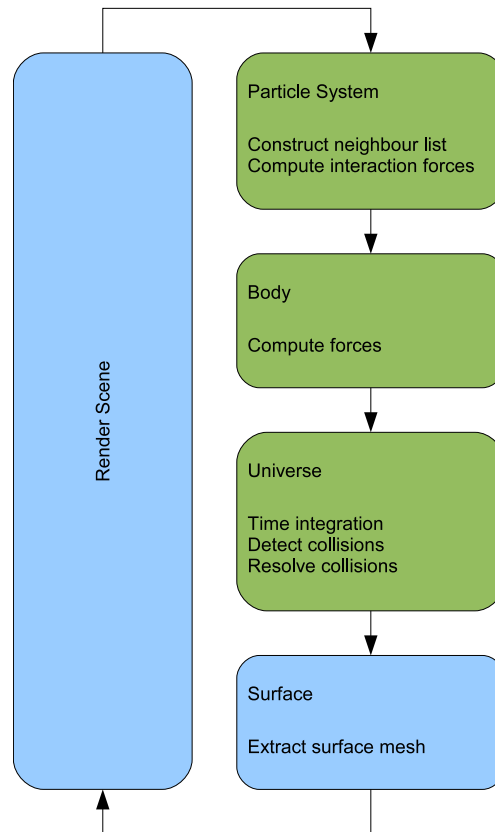 Render Scene
Particle System
Construct neighbour list
Compute interaction forces
Body
Compute forces
Universe
Time integration
Detect collisions
Resolve collisions
Surface
Extract surface mesh